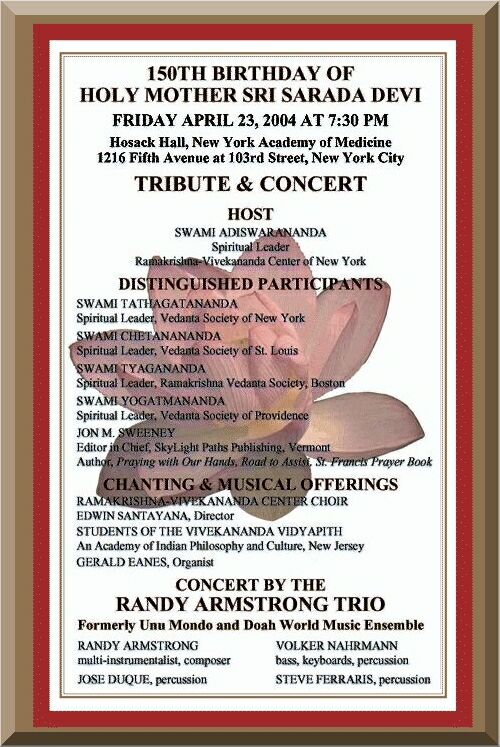 150TH BIRTHDAY OF
HOLY MOTHER SRI SARADA DEVI
FRIDAY APRIL 23, 2004 AT 7:30 PM
Hosack Hall, New York Academy of Medicine
1216 Fifth Avenue at 103rd Street, New York City
TRIBUTE & CONCERT
HOST
SWAMI ADISWARANANDA
Spiritual Leader
Ramakrishna-Vivekananda Center of New York
DISTINGUISHED PARTICIPANTS
SWAMI TATHAGATANANDA
Spiritual Leader, Vedanta Society of New York
SWAMI CHETANANANDA
Spiritual Leader, Vedanta Society of St. Louis
SWAMI TYAGANANDA
Spiritual Leader, Ramakrishna Vedanta Society, Boston
SWAMI YOGATMANANDA
Spiritual Leader, Vedanta Society of Providence
JON M. SWEENEY
Editor in Chief, SkyLight Paths Publishing, Vermont
Author, Praying with Our Hands, Road to Assisi, St. Francis Prayer Book
CHANTING & MUSICAL OFFERINGS
RAMAKRISHNA-VIVEKANANDA CENTER CHOIR
EDWIN SANTAYANA, Director
STUDENTS OF THE VIVEKANANDA VIDYAPITH
An Academy of Indian Philosophy and Culture, New Jersey
GERALD EANES, Organist
CONCERT BY THE
RANDY ARMSTRONG TRIO
Formerly Unu Mondo and Doah World Music Ensemble
RANDY ARMSTRONG
multi-instrumentalist, composer
JOSE DUQUE, percussion
VOLKER NAHRMANN
bass, keyboards, percussion
STEVE FERRARIS, percussion